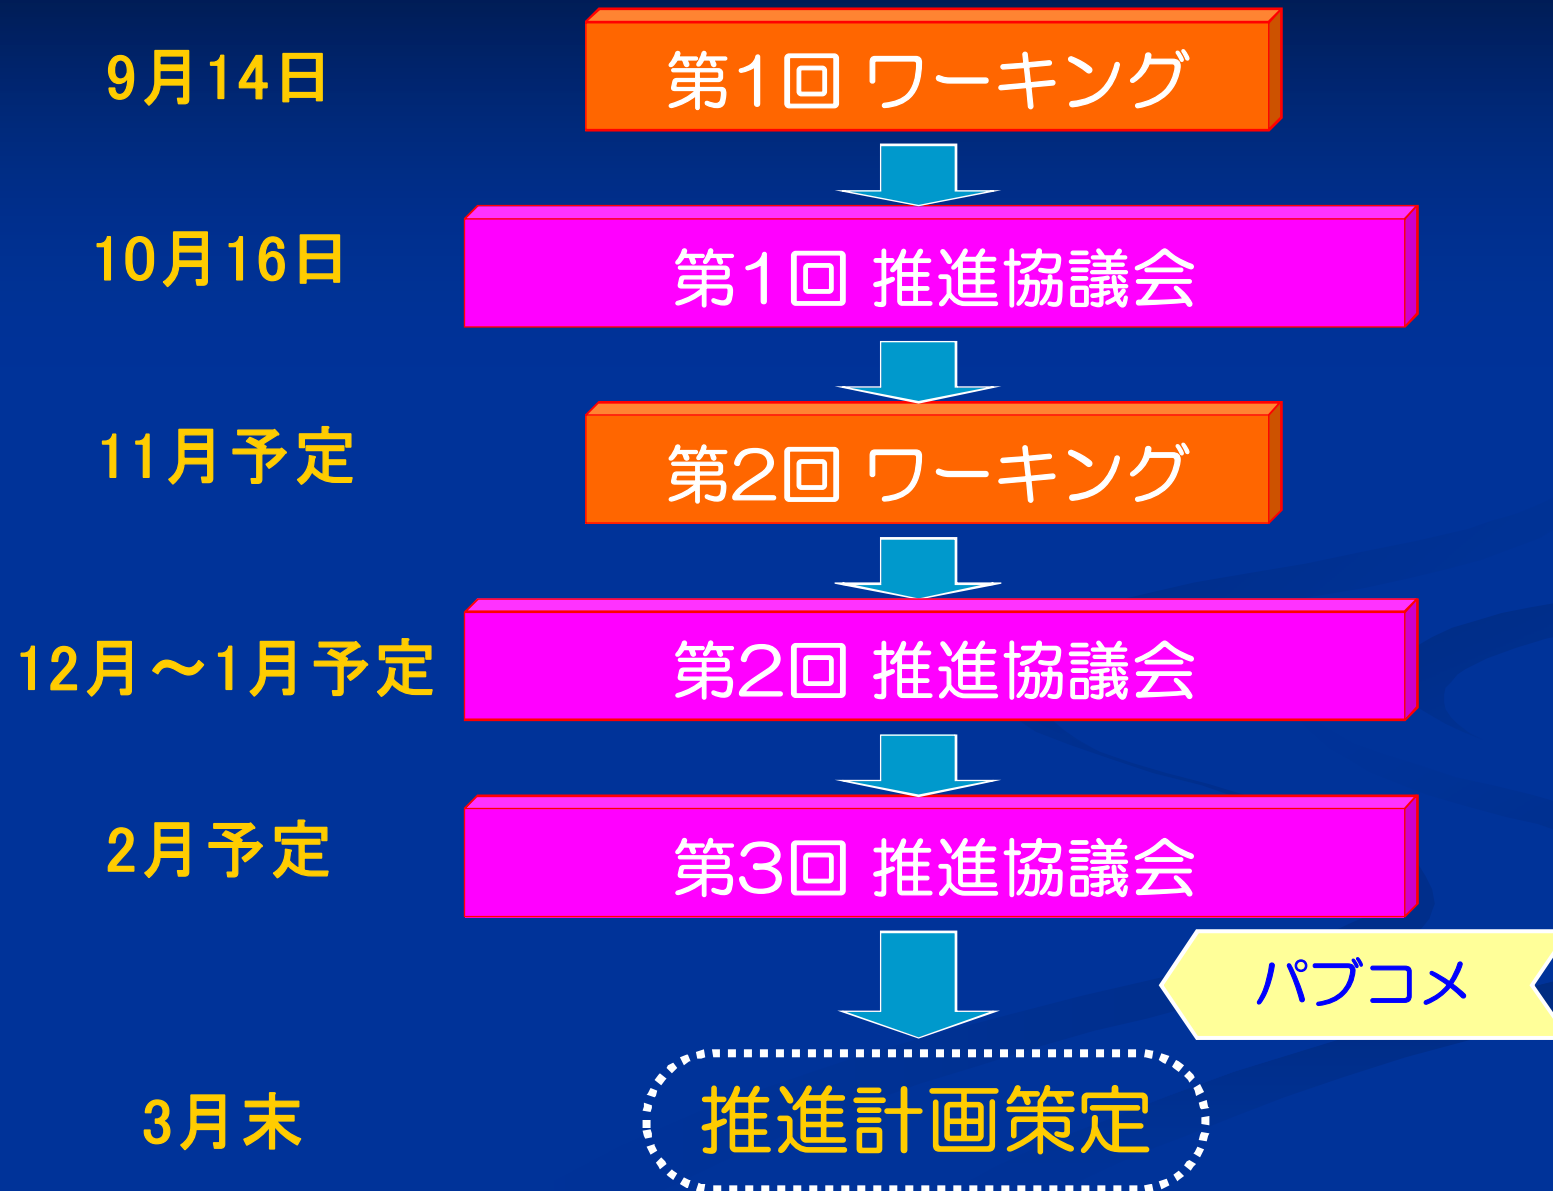 9月14日
第1回 ワーキング
10月16日
第1回 推進協議会
11月予定
第2回 ワーキング
12月～1月予定
第2回 推進協議会
2月予定
第3回 推進協議会
パブコメ
3月末
推進計画策定